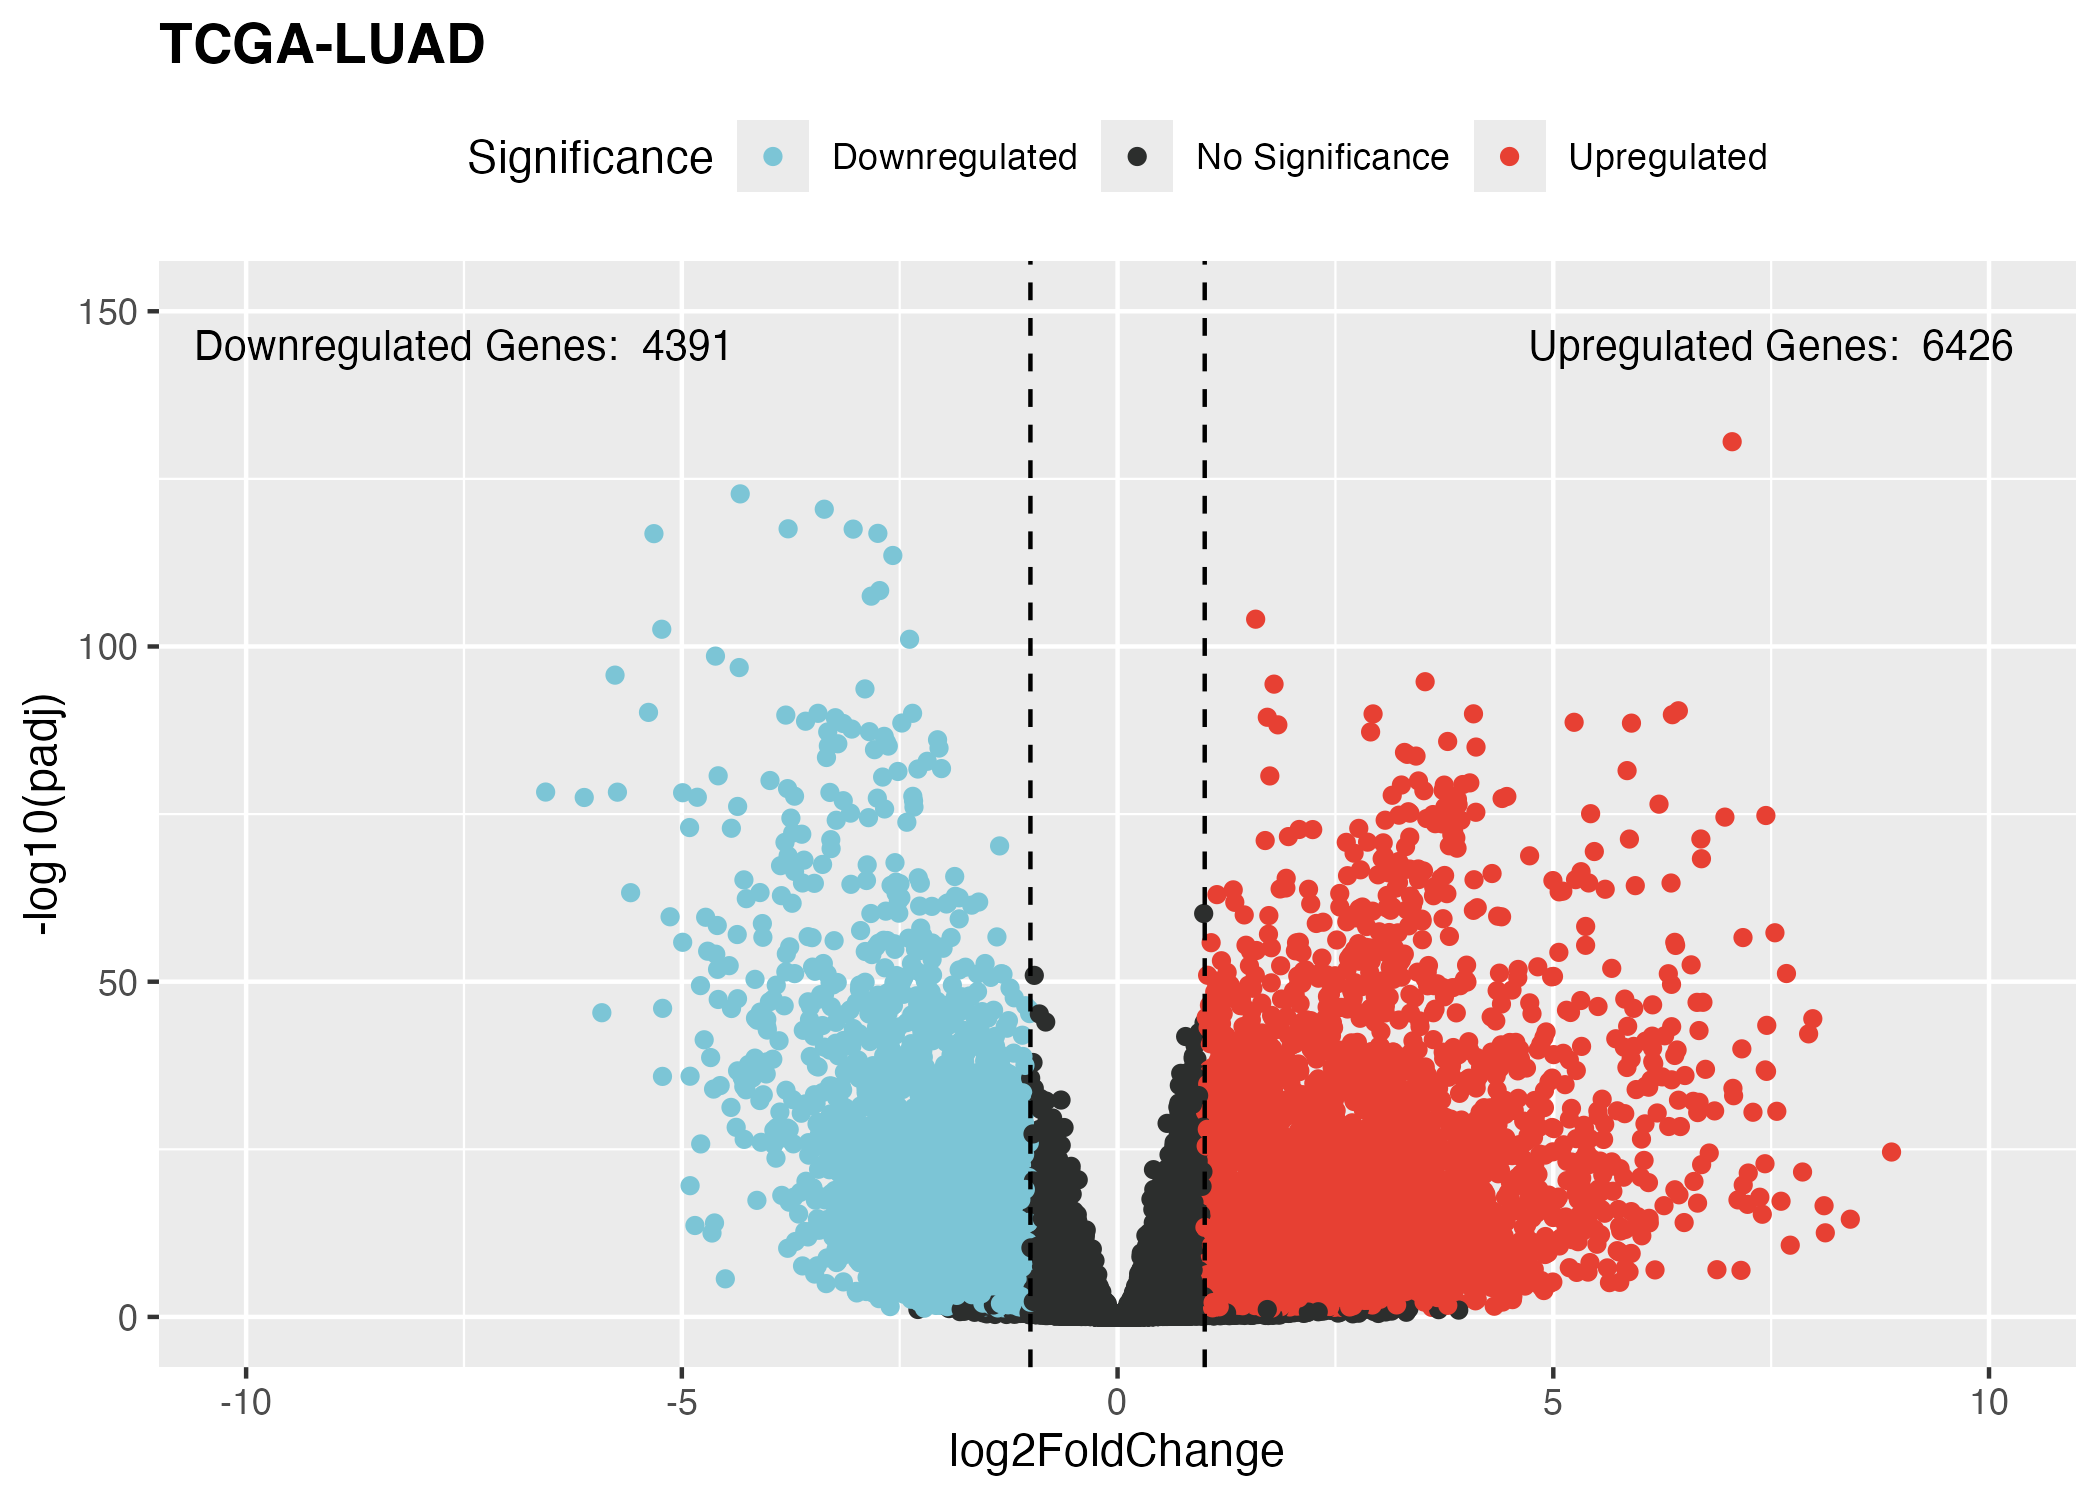 TCGA-LUAD
Significance Downregulated No Significance Upregulated
150
Downregulated Genes: 4391 Upregulated Genes: 6426
100
50
0
-log10(padj)
-10 -5 0 5 10
log2FoldChange